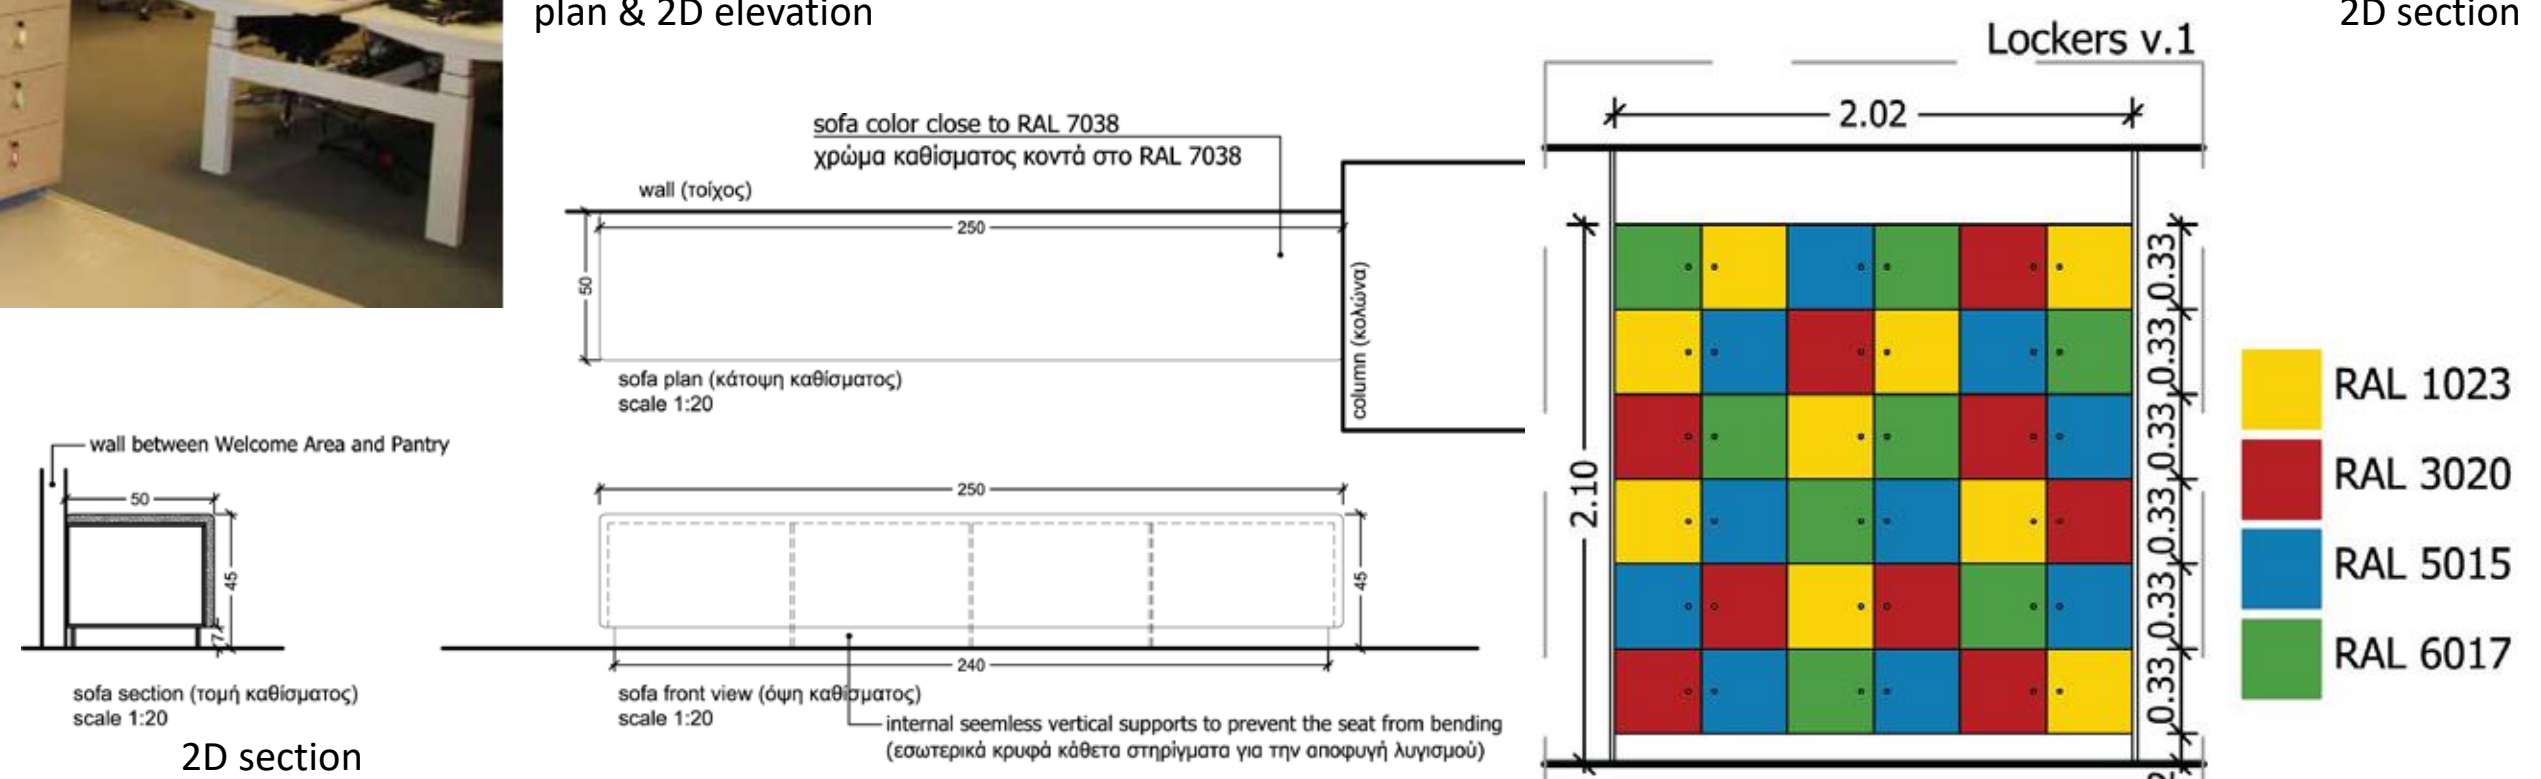 plan & 2D elevation
2D section
Lockers v.1
2.02
sofa color close to RAL 7038
χρώμα καθίσματος κοντά στο RAL 7038
wall (τοίχος)
250
50
column (κολώνα)
sofa plan (κάτοψη καθίσματος)
scale 1:20
wall between Welcome Area and Pantry
50
45
7
sofa section (τομή καθίσματος)
scale 1:20
2D section
250
45
240
sofa front view (όψη καθίσματος)
scale 1:20
internal seemless vertical supports to prevent the seat from bending
(εσωτερικά κρυφά κάθετα στηρίγματα για την αποφυγή λυγισμού)
2.10
0.33
0.33
0.33
0.33
0.33
0.33
RAL 1023
RAL 3020
RAL 5015
RAL 6017